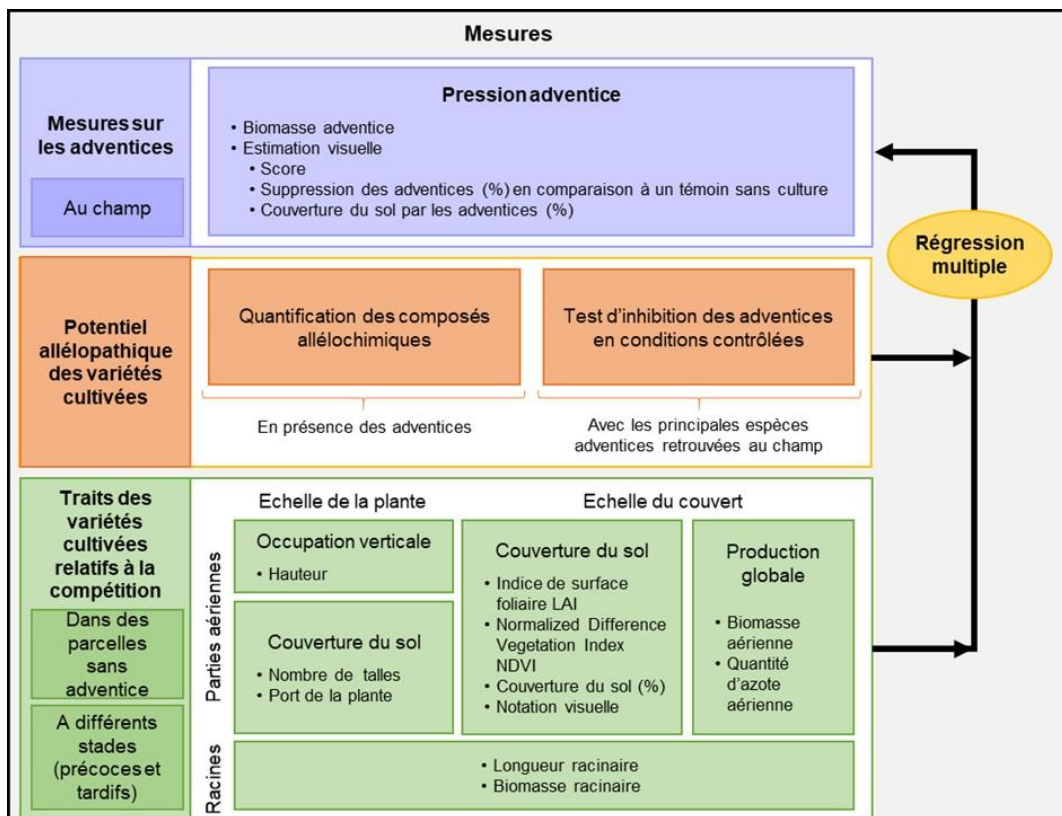 Mesures
Mesures sur
les adventices
Au champ
Pression adventice
• Biomasse adventice
• Estimation visuelle
• Score
• Suppression des adventices (%) en comparaison à un témoin sans culture
• Couverture du sol par les adventices (%)
Régression
multiple
Potentiel
allélopathique
des variétés
cultivées
Quantification des composés
allélochimiques
En présence des adventices
Test d'inhibition des adventices
en conditions contrôlées
Avec les principales espèces
adventices retrouvées au champ
Traits des
variétés
cultivées
relatifs à la
compétition
Dans des
parcelles
sans
adventice
A différents
stades
(précoces et
tardifs)
Parties aériennes
Echelle de la plante
Occupation verticale
• Hauteur
Couverture du sol
• Nombre de talles
• Port de la plante
Echelle du couvert
Couverture du sol
• Indice de surface
foliaire LAI
• Normalized Difference
Vegetation Index
NDVI
• Couverture du sol (%)
• Notation visuelle
Production
globale
• Biomasse
aérienne
• Quantité
d'azote
aérienne
Racines
• Longueur racinaire
• Biomasse racinaire